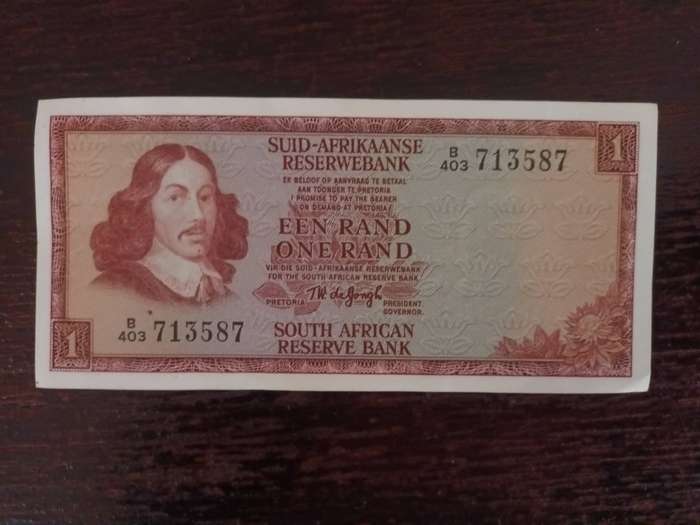 SUID-AFRIKAANSE
RESERWEBANK
B/403 713587
1
EK BELOOF OP AANVRAAG TE BETAAL
AAN TOONDER TE PRETORIA
I PROMISE TO PAY THE BEARER
ON DEMAND AT PRETORIA
EEN RAND
ONE RAND
VIR DIE SUID-AFRIKAANSE RESERWEBANK
FOR THE SOUTH AFRICAN RESERVE BANK
T W de Jongh
PRETORIA
PRESIDENT
GOVERNOR.
B/403 713587
1
SOUTH AFRICAN
RESERVE BANK